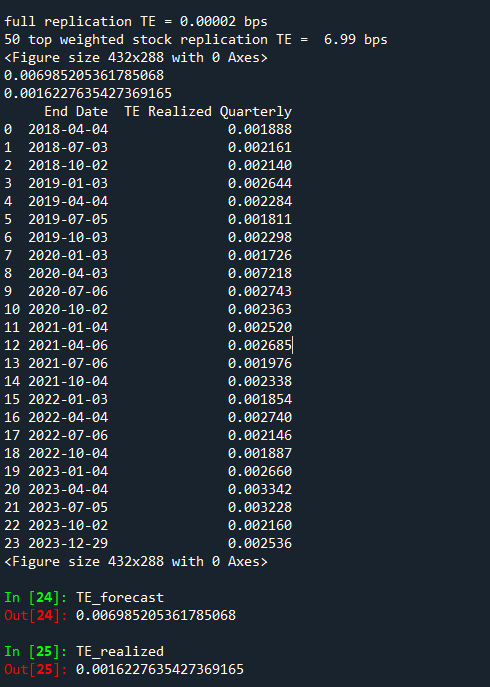 full replication TE = 0.00002 bps
50 top weighted stock replication TE =  6.99 bps
<Figure size 432x288 with 0 Axes>
0.006985205361785068
0.0016227635427369165
     End Date  TE Realized Quarterly
0  2018-04-04               0.001888
1  2018-07-03               0.002161
2  2018-10-02               0.002140
3  2019-01-03               0.002644
4  2019-04-04               0.002284
5  2019-07-05               0.001811
6  2019-10-03               0.002298
7  2020-01-03               0.001726
8  2020-04-03               0.007218
9  2020-07-06               0.002743
10 2020-10-02               0.002363
11 2021-01-04               0.002520
12 2021-04-06               0.002685
13 2021-07-06               0.001976
14 2021-10-04               0.002338
15 2022-01-03               0.001854
16 2022-04-04               0.002740
17 2022-07-06               0.002146
18 2022-10-04               0.001887
19 2023-01-04               0.002660
20 2023-04-04               0.003342
21 2023-07-05               0.003228
22 2023-10-02               0.002160
23 2023-12-29               0.002536
<Figure size 432x288 with 0 Axes>
In [24]: TE_forecast
Out[24]: 0.006985205361785068
In [25]: TE_realized
Out[25]: 0.0016227635427369165